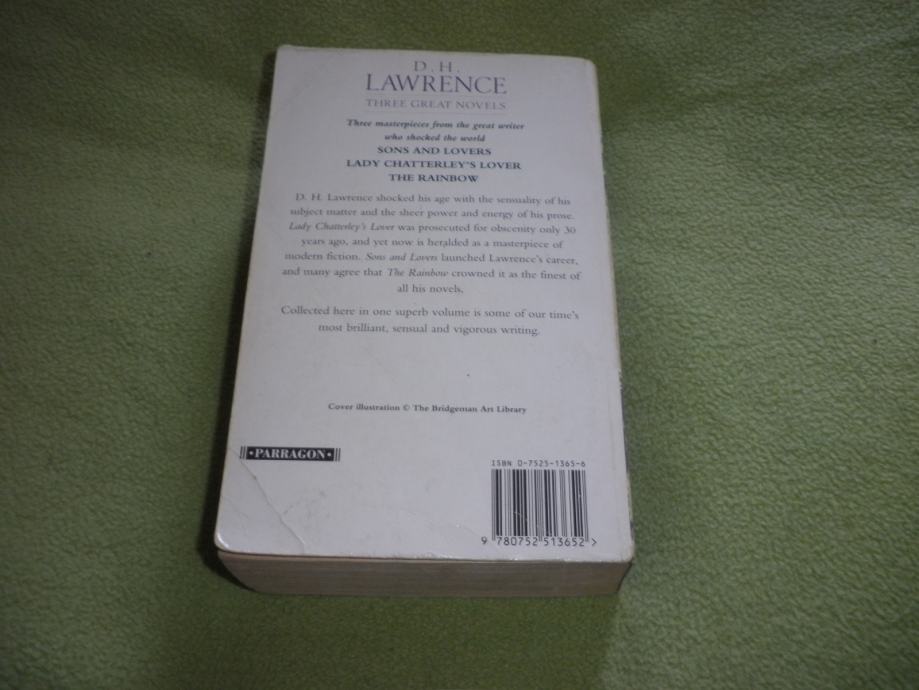 D. H.
LAWRENCE
THREE GREAT NOVELS
Three masterpieces from the great writer
who shocked the world
SONS AND LOVERS
LADY CHATTERLEY'S LOVER
THE RAINBOW
D. H. Lawrence shocked his age with the sensuality of his
subject matter and the sheer power and energy of his prose.
Lady Chatterley's Lover was prosecuted for obscenity only 30
years ago, and yet now is heralded as a masterpiece of
modern fiction. Sons and Lovers launched Lawrence's career,
and many agree that The Rainbow crowned it as the finest of
all his novels.
Collected here in one superb volume is some of our time's
most brilliant, sensual and vigorous writing.
Cover illustration © The Bridgeman Art Library
•PARRAGON•
ISBN 0-7525-1365-6
9 780752 513652 >